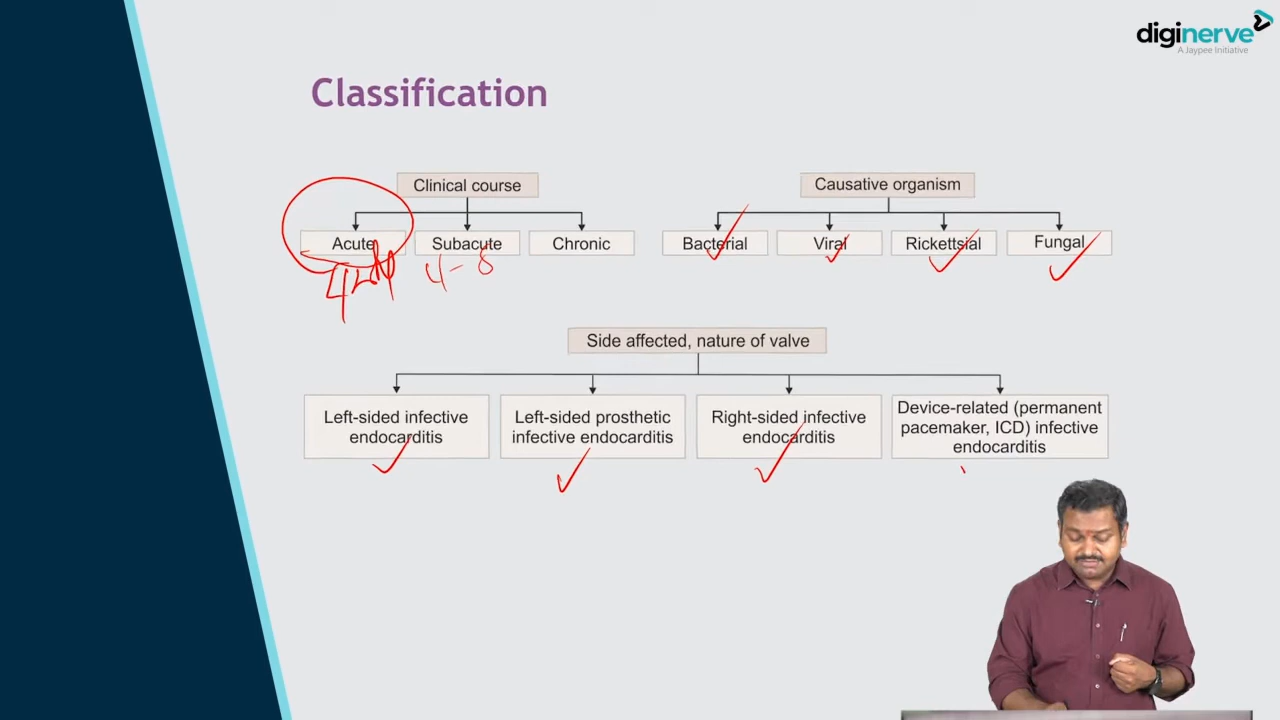 diginerve
A Jaypee Initiative
Classification
Clinical course
Acute
Subacute
Chronic
4-8
Causative organism
Bacterial
Viral
Rickettsial
Fungal
Side affected, nature of valve
Left-sided infective
endocarditis
Left-sided prosthetic
infective endocarditis
Right-sided infective
endocarditis
Device-related (permanent
pacemaker, ICD) infective
endocarditis